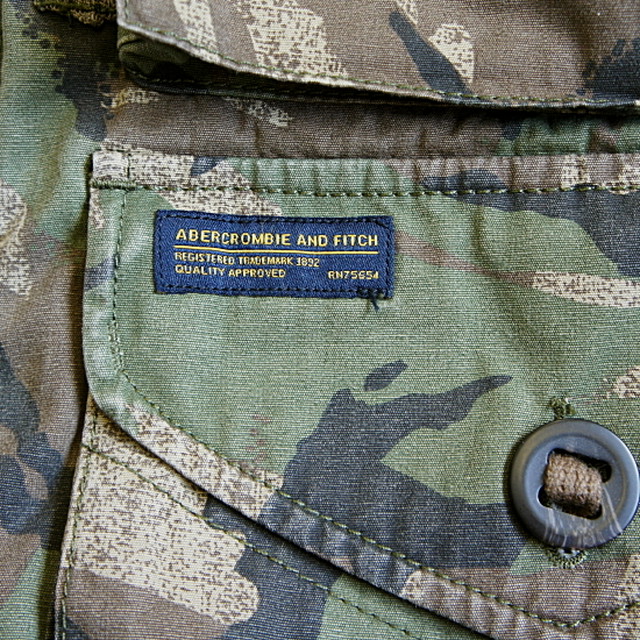 ABERCROMBIE AND FITCH
REGISTERED TRADEMARK 1892
QUALITY APPROVED RN75654